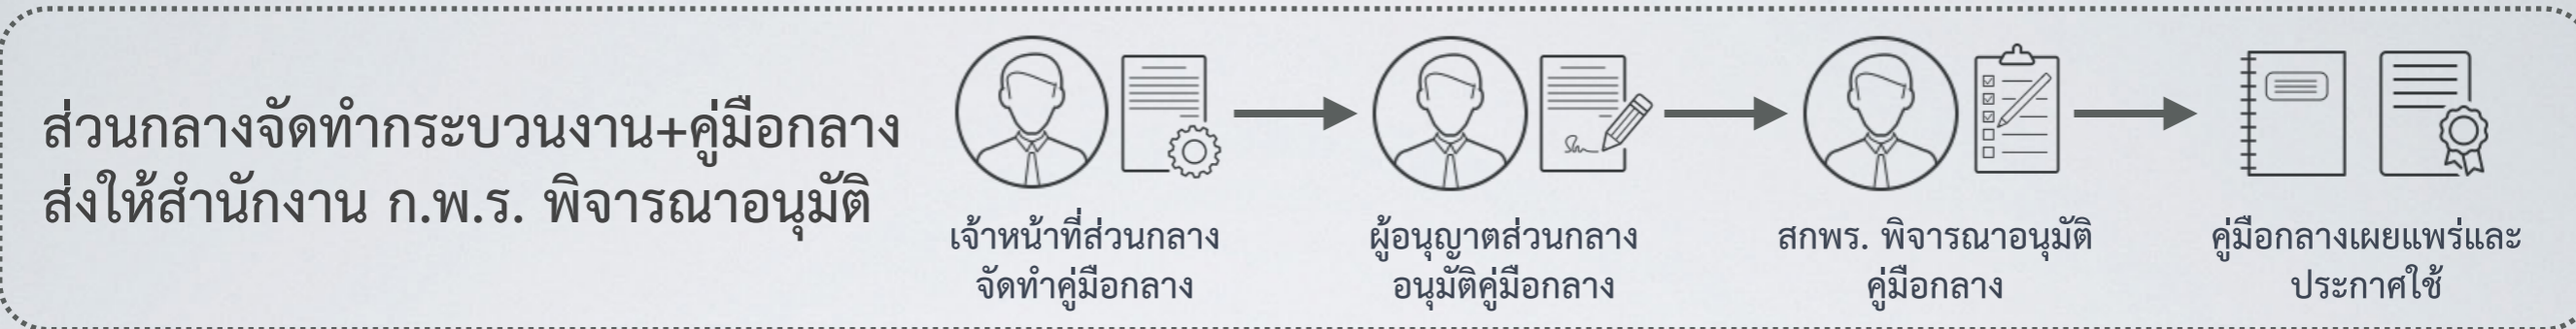 ส่วนกลางจัดทำกระบวนงาน+คู่มือกลาง
ส่งให้สำนักงาน ก.พ.ร. พิจารณาอนุมัติ
เจ้าหน้าที่ส่วนกลาง
จัดทำคู่มือกลาง
ผู้อนุญาตส่วนกลาง
อนุมัติคู่มือกลาง
สกพร. พิจารณาอนุมัติ
คู่มือกลาง
คู่มือกลางเผยแพร่และ
ประกาศใช้